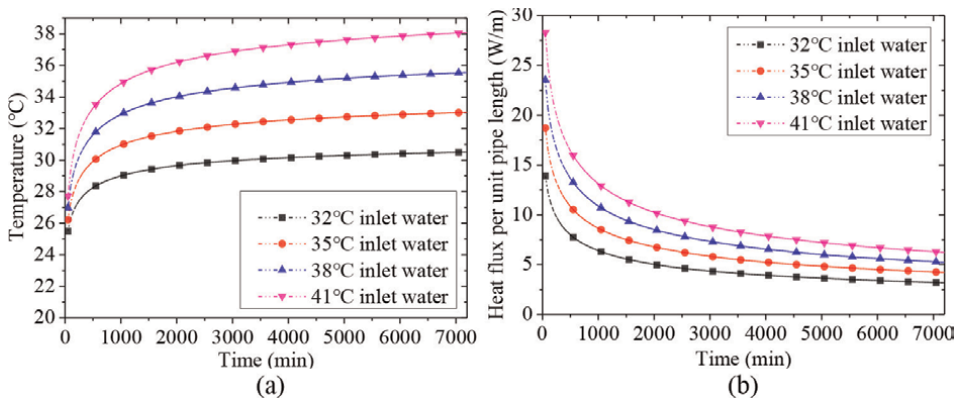 38
36
34
32
30
28
26
24
22
20
Temperature (℃)
32℃ inlet water
35℃ inlet water
38℃ inlet water
41℃ inlet water
0 1000 2000 3000 4000 5000 6000 7000
Time (min)
(a)
30
25
20
15
10
5
0
Heat flux per unit pipe length (W/m)
32℃ inlet water
35℃ inlet water
38℃ inlet water
41℃ inlet water
0 1000 2000 3000 4000 5000 6000 7000
Time (min)
(b)